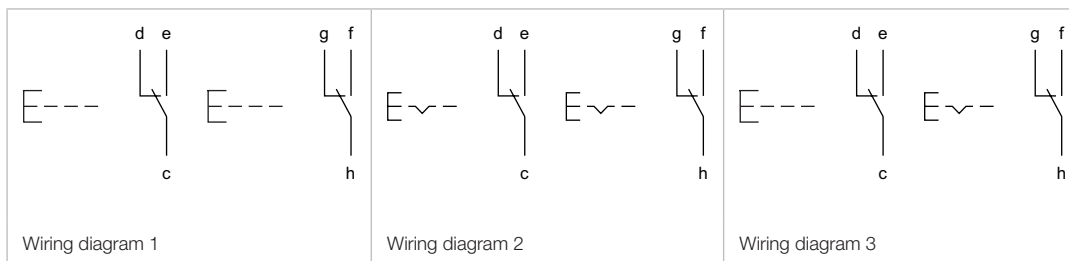 d e g f
c h
Wiring diagram 1
d e g f
c h
Wiring diagram 2
d e g f
c h
Wiring diagram 3